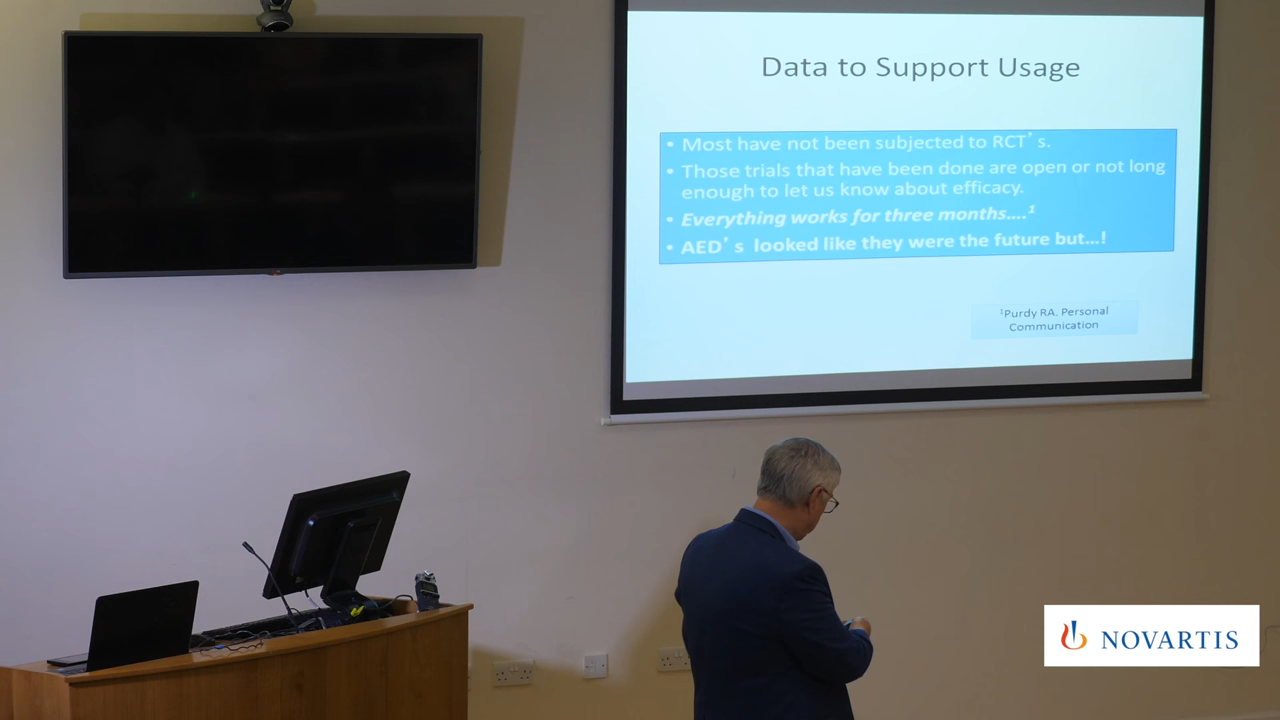 Data to Support Usage
• Most have not been subjected to RCT's.
• Those trials that have been done are open or not long
enough to let us know about efficacy.
• Everything works for three months....1
• AED's looked like they were the future but...!
1Purdy RA. Personal
Communication
NOVARTIS